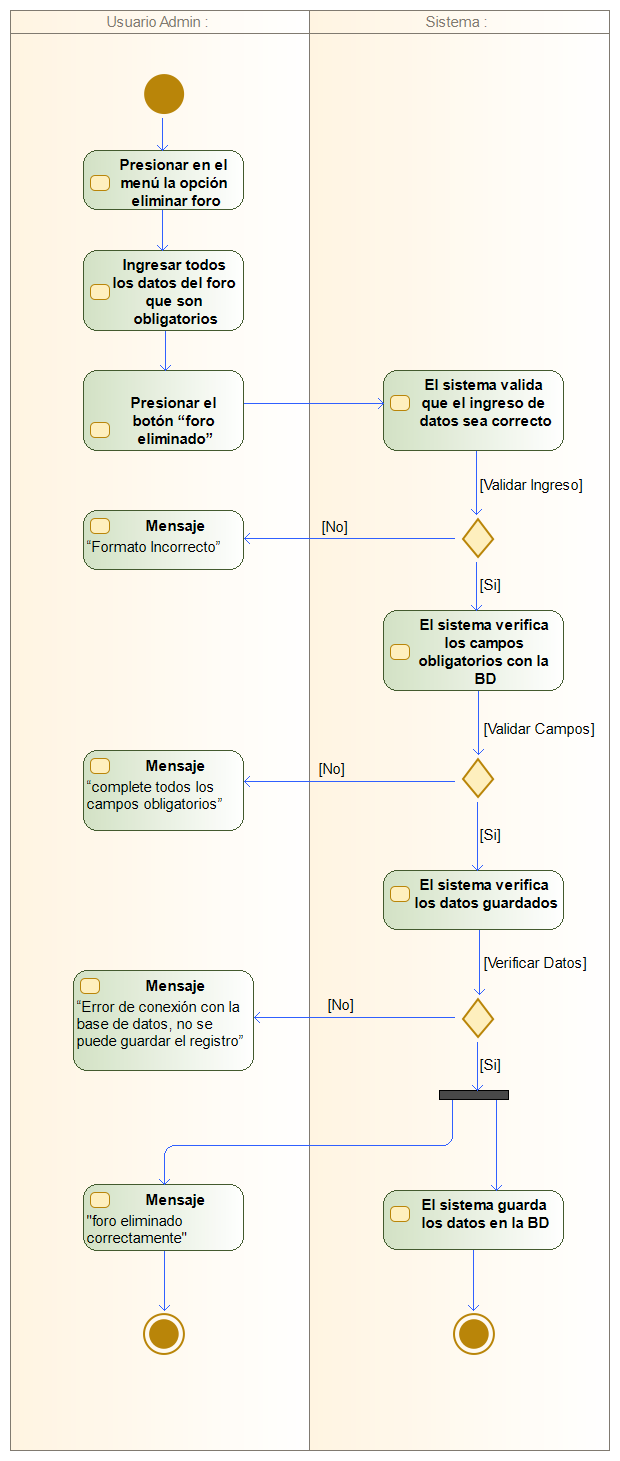 Usuario Admin :
Sistema :
Presionar en el
menú la opción
eliminar foro
Ingresar todos
los datos del foro
que son
obligatorios
Presionar el
botón “foro
eliminado”
El sistema valida
que el ingreso de
datos sea correcto
[Validar Ingreso]
[No]
Mensaje
“Formato Incorrecto”
[Si]
El sistema verifica
los campos
obligatorios con la
BD
[Validar Campos]
[No]
Mensaje
“complete todos los
campos obligatorios”
[Si]
El sistema verifica
los datos guardados
[Verificar Datos]
[No]
Mensaje
“Error de conexión con la
base de datos, no se
puede guardar el registro”
[Si]
Mensaje
"foro eliminado
correctamente"
El sistema guarda
los datos en la BD